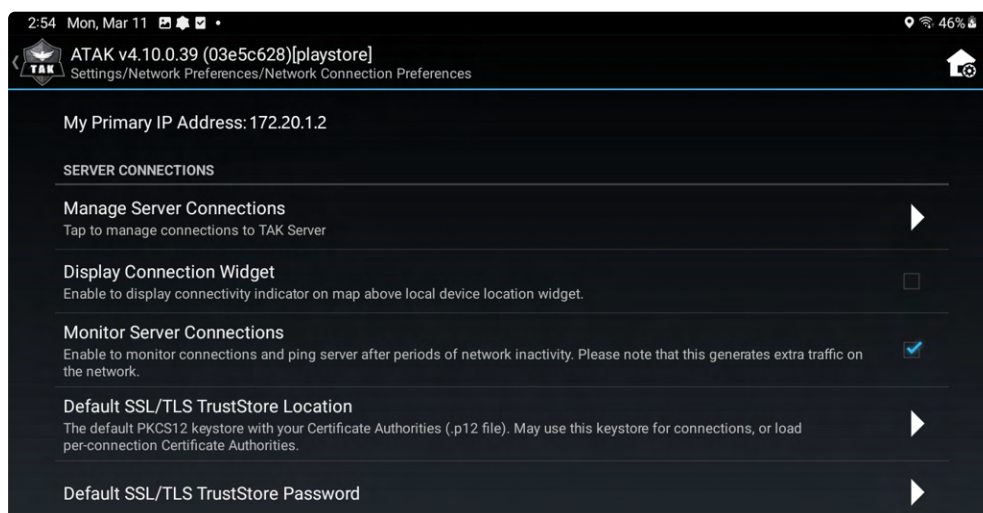 2:54 Mon, Mar 11
46%
ATAK v4.10.0.39 (03e5c628)[playstore]
TAK
Settings/Network Preferences/Network Connection Preferences
My Primary IP Address: 172.20.1.2
SERVER CONNECTIONS
Manage Server Connections
Tap to manage connections to TAK Server
Display Connection Widget
Enable to display connectivity indicator on map above local device location widget.
Monitor Server Connections
Enable to monitor connections and ping server after periods of network inactivity. Please note that this generates extra traffic on
the network.
Default SSL/TLS TrustStore Location
The default PKCS12 keystore with your Certificate Authorities (.p12 file). May use this keystore for connections, or load
per-connection Certificate Authorities.
Default SSL/TLS TrustStore Password